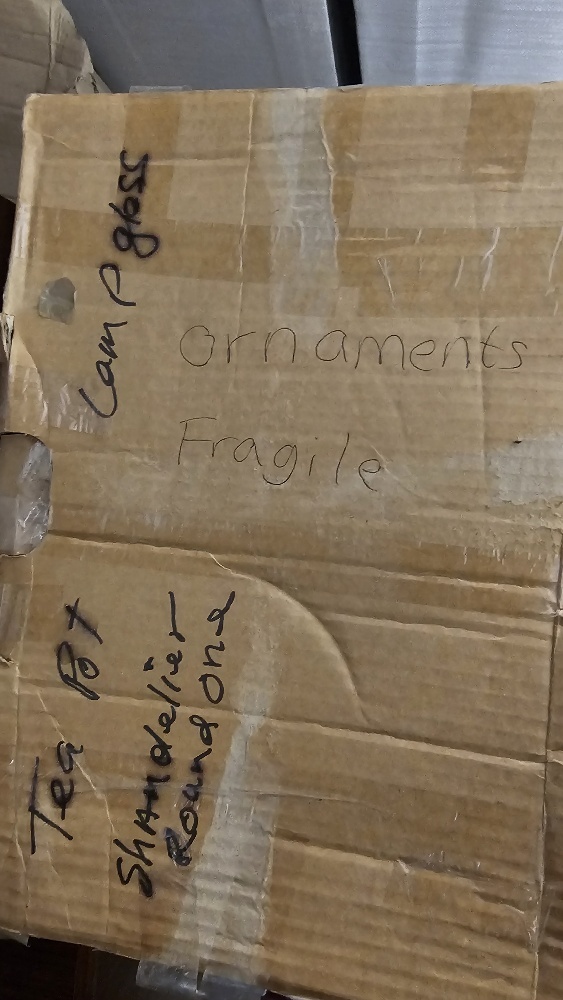 Lamp glass
ornaments
Fragile
Tea Pot
Shandelier
Round One